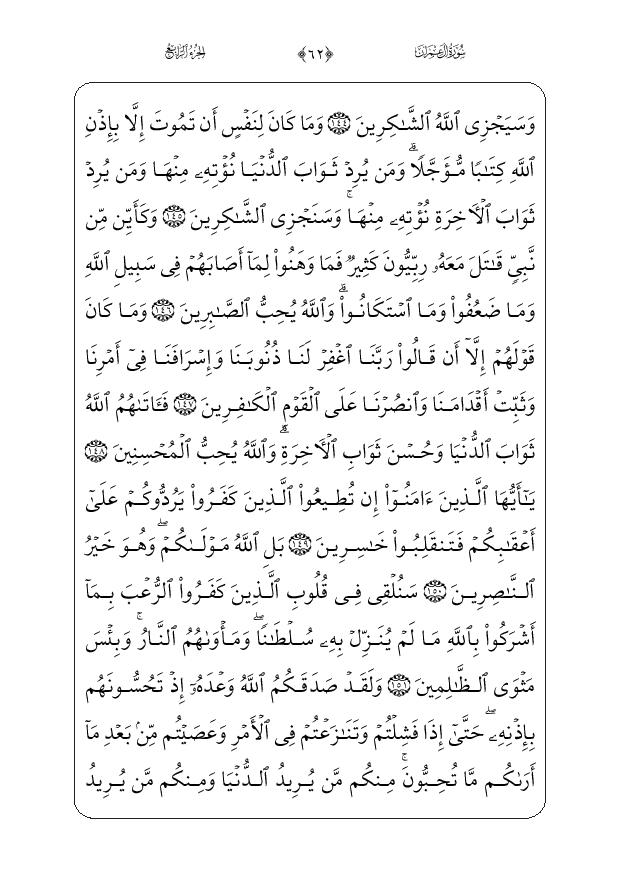 سُورَةُ آلِ عِمْرَانَ ﴿٦٢﴾ الجُزْءُ الرَّابِعُ
وَسَيَجْزِى ٱللَّهُ ٱلشَّـٰكِرِينَ ١٤٤ وَمَا كَانَ لِنَفْسٍ أَن تَمُوتَ إِلَّا بِإِذْنِ
ٱللَّهِ كِتَـٰبًا مُّؤَجَّلًا ۗ وَمَن يُرِدْ ثَوَابَ ٱلدُّنْيَا نُؤْتِهِۦ مِنْهَا وَمَن يُرِدْ
ثَوَابَ ٱلْـَٔاخِرَةِ نُؤْتِهِۦ مِنْهَا ۚ وَسَنَجْزِى ٱلشَّـٰكِرِينَ ١٤٥ وَكَأَيِّن مِّن
نَّبِىٍّ قَـٰتَلَ مَعَهُۥ رِبِّيُّونَ كَثِيرٌ فَمَا وَهَنُوا۟ لِمَآ أَصَابَهُمْ فِى سَبِيلِ ٱللَّهِ
وَمَا ضَعُفُوا۟ وَمَا ٱسْتَكَانُوا۟ ۗ وَٱللَّهُ يُحِبُّ ٱلصَّـٰبِرِينَ ١٤٦ وَمَا كَانَ
قَوْلَهُمْ إِلَّآ أَن قَالُوا۟ رَبَّنَا ٱغْفِرْ لَنَا ذُنُوبَنَا وَإِسْرَافَنَا فِىٓ أَمْرِنَا
وَثَبِّتْ أَقْدَامَنَا وَٱنصُرْنَا عَلَى ٱلْقَوْمِ ٱلْكَـٰفِرِينَ ١٤٧ فَـَٔاتَىٰهُمُ ٱللَّهُ
ثَوَابَ ٱلدُّنْيَا وَحُسْنَ ثَوَابِ ٱلْـَٔاخِرَةِ ۗ وَٱللَّهُ يُحِبُّ ٱلْمُحْسِنِينَ ١٤٨
يَـٰٓأَيُّهَا ٱلَّذِينَ ءَامَنُوٓا۟ إِن تُطِيعُوا۟ ٱلَّذِينَ كَفَرُوا۟ يَرُدُّوكُمْ عَلَىٰٓ
أَعْقَـٰبِكُمْ فَتَنقَلِبُوا۟ خَـٰسِرِينَ ١٤٩ بَلِ ٱللَّهُ مَوْلَىٰكُمْ ۖ وَهُوَ خَيْرُ
ٱلنَّـٰصِرِينَ ١٥٠ سَنُلْقِى فِى قُلُوبِ ٱلَّذِينَ كَفَرُوا۟ ٱلرُّعْبَ بِمَآ
أَشْرَكُوا۟ بِٱللَّهِ مَا لَمْ يُنَزِّلْ بِهِۦ سُلْطَـٰنًا ۖ وَمَأْوَىٰهُمُ ٱلنَّارُ ۚ وَبِئْسَ
مَثْوَى ٱلظَّـٰلِمِينَ ١٥١ وَلَقَدْ صَدَقَكُمُ ٱللَّهُ وَعْدَهُۥٓ إِذْ تَحُسُّونَهُم
بِإِذْنِهِۦ ۖ حَتَّىٰٓ إِذَا فَشِلْتُمْ وَتَنَـٰزَعْتُمْ فِى ٱلْأَمْرِ وَعَصَيْتُم مِّنۢ بَعْدِ مَآ
أَرَىٰكُم مَّا تُحِبُّونَ ۚ مِنكُم مَّن يُرِيدُ ٱلدُّنْيَا وَمِنكُم مَّن يُرِيدُ